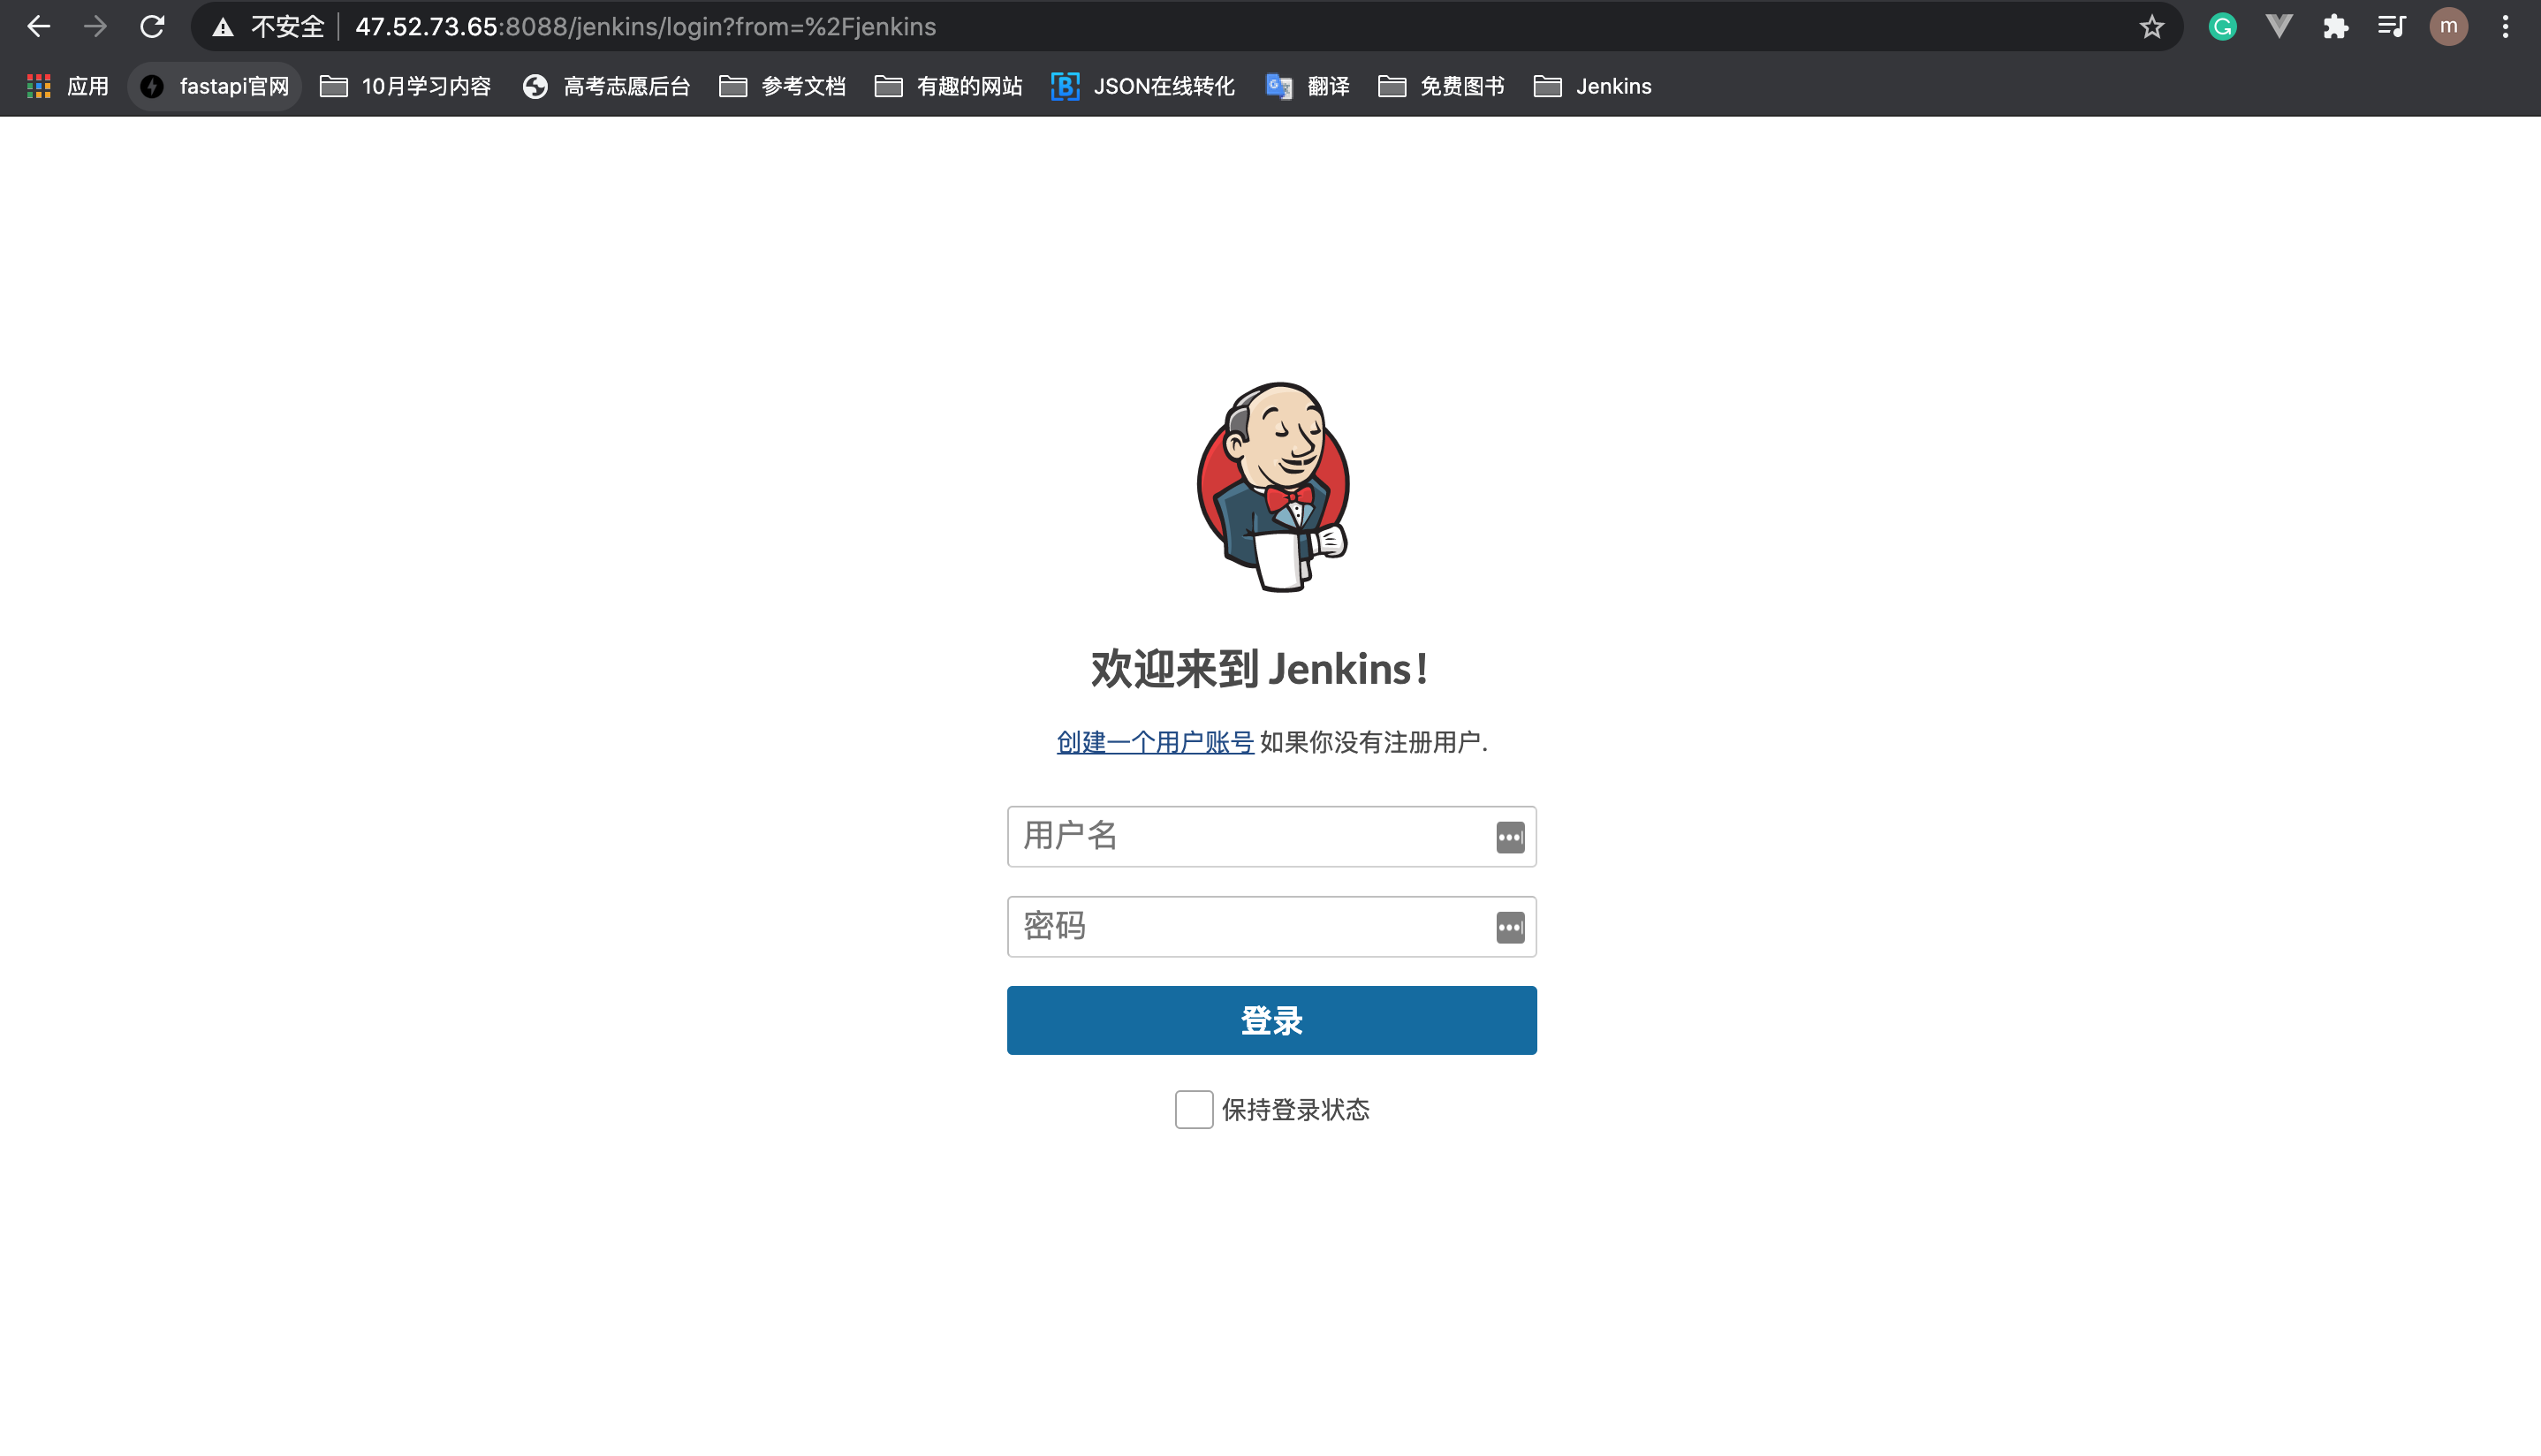 不安全 47.52.73.65:8088/jenkins/login?from=%2Fjenkins m
应用 fastapi官网 10月学习内容 高考志愿后台 参考文档 有趣的网站 JSON在线转化 翻译 免费图书 Jenkins
欢迎来到 Jenkins!
创建一个用户账号 如果你没有注册用户.
用户名
密码
登录
保持登录状态